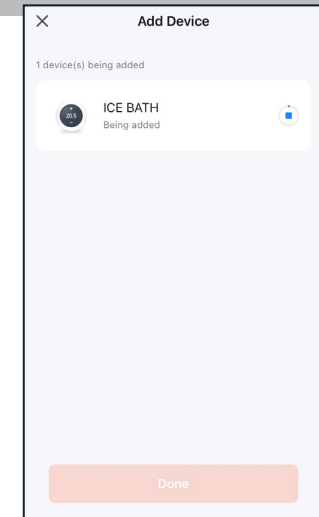 Add Device
1 device(s) being added
20.5
ICE BATH
Being added
Done